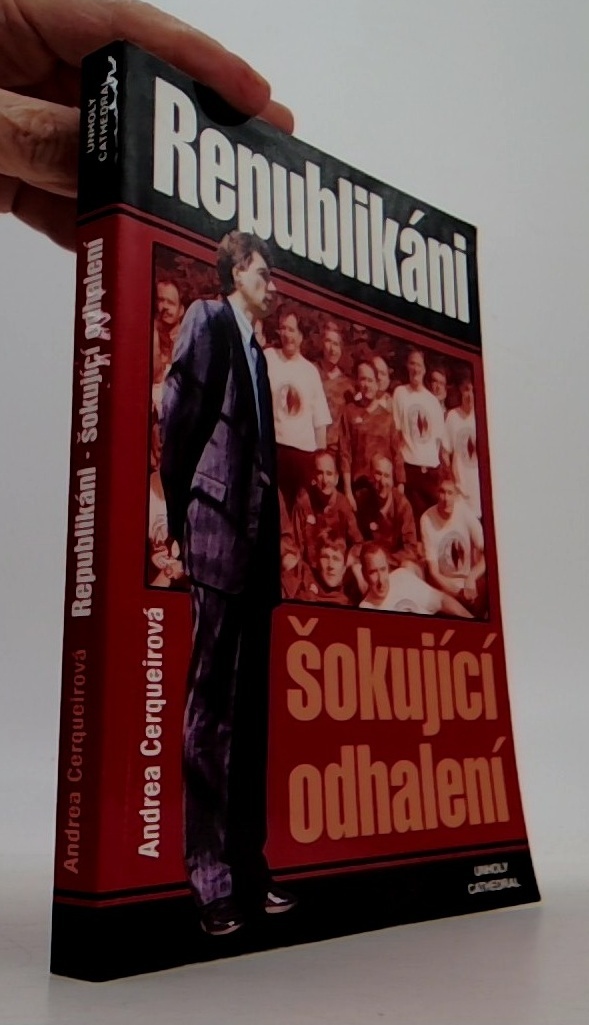 UNHOLY
CATHEDRAL
Republikáni - šokující odhalení
Andrea Cerqueirová
Republikáni
Andrea Cerqueirová
Šokující
odhalení
UNHOLY
CATHEDRAL